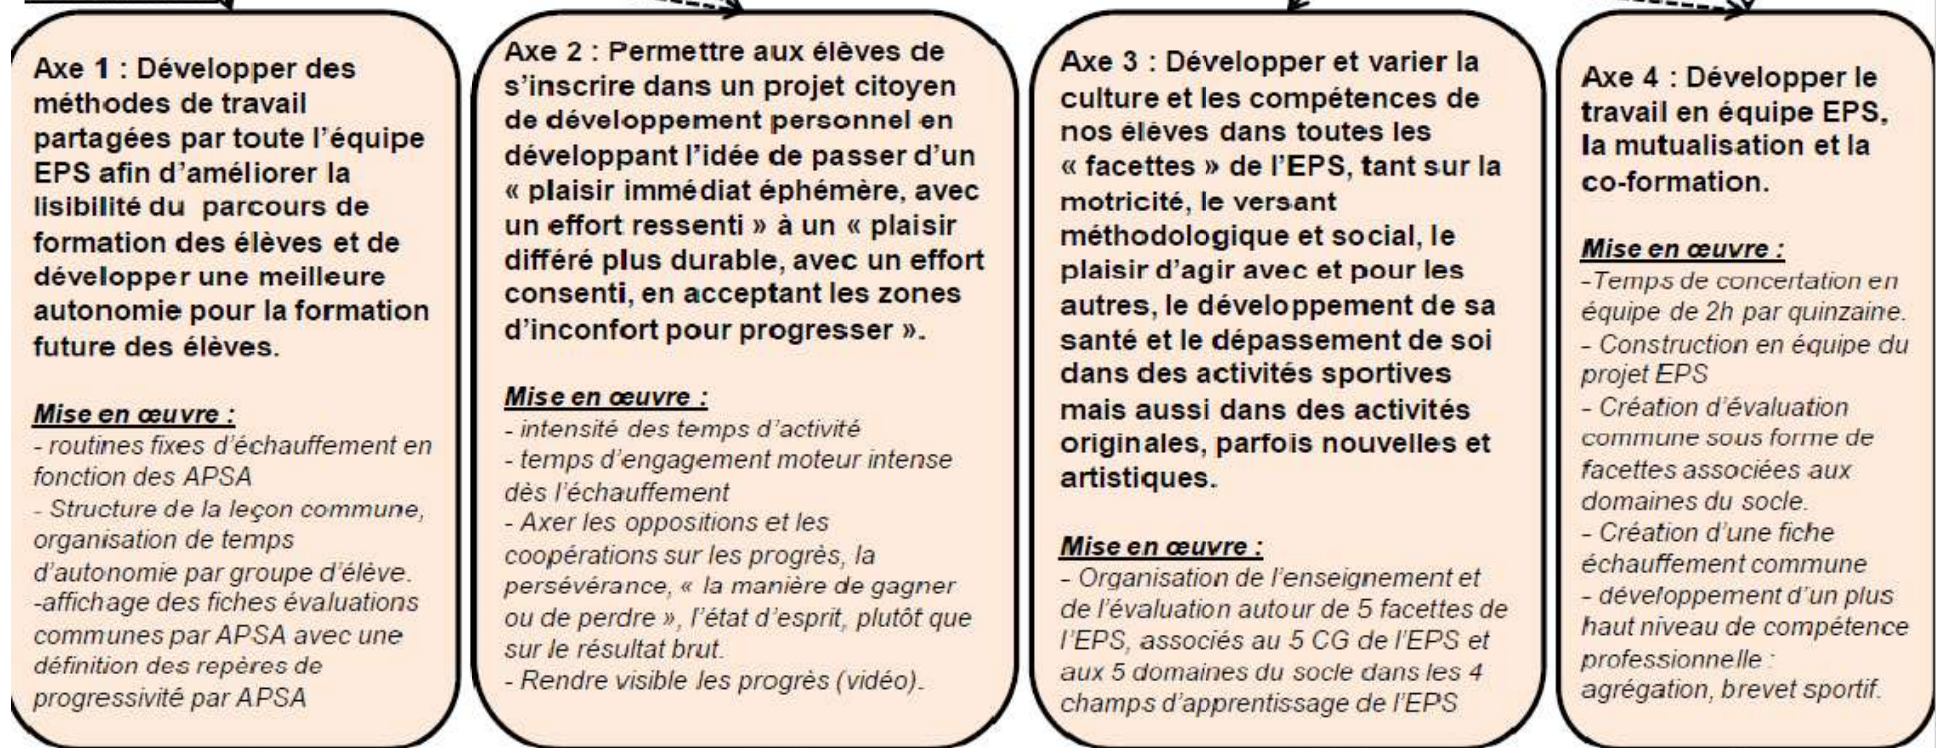 Axe 1 : Développer des
méthodes de travail
partagées par toute l’équipe
EPS afin d’améliorer la
lisibilité du parcours de
formation des élèves et de
développer une meilleure
autonomie pour la formation
future des élèves.
Mise en œuvre :
- routines fixes d’échauffement en
fonction des APSA
- Structure de la leçon commune,
organisation de temps
d’autonomie par groupe d’élève.
-affichage des fiches évaluations
communes par APSA avec une
définition des repères de
progressivité par APSA
Axe 2 : Permettre aux élèves de
s’inscrire dans un projet citoyen
de développement personnel en
développant l’idée de passer d’un
« plaisir immédiat éphémère, avec
un effort ressenti » à un « plaisir
différé plus durable, avec un effort
consenti, en acceptant les zones
d’inconfort pour progresser ».
Mise en œuvre :
- intensité des temps d’activité
- temps d’engagement moteur intense
dès l’échauffement
- Axer les oppositions et les
coopérations sur les progrès, la
persévérance, « la manière de gagner
ou de perdre », l’état d’esprit, plutôt que
sur le résultat brut.
- Rendre visible les progrès (vidéo).
Axe 3 : Développer et varier la
culture et les compétences de
nos élèves dans toutes les
« facettes » de l’EPS, tant sur la
motricité, le versant
méthodologique et social, le
plaisir d’agir avec et pour les
autres, le développement de sa
santé et le dépassement de soi
dans des activités sportives
mais aussi dans des activités
originales, parfois nouvelles et
artistiques.
Mise en œuvre :
- Organisation de l’enseignement et
de l’évaluation autour de 5 facettes de
l’EPS, associés au 5 CG de l’EPS et
aux 5 domaines du socle dans les 4
champs d’apprentissage de l’EPS
Axe 4 : Développer le
travail en équipe EPS,
la mutualisation et la
co-formation.
Mise en œuvre :
-Temps de concertation en
équipe de 2h par quinzaine.
- Construction en équipe du
projet EPS
- Création d’évaluation
commune sous forme de
facettes associées aux
domaines du socle.
- Création d’une fiche
échauffement commune
- développement d’un plus
haut niveau de compétence
professionnelle :
agrégation, brevet sportif.